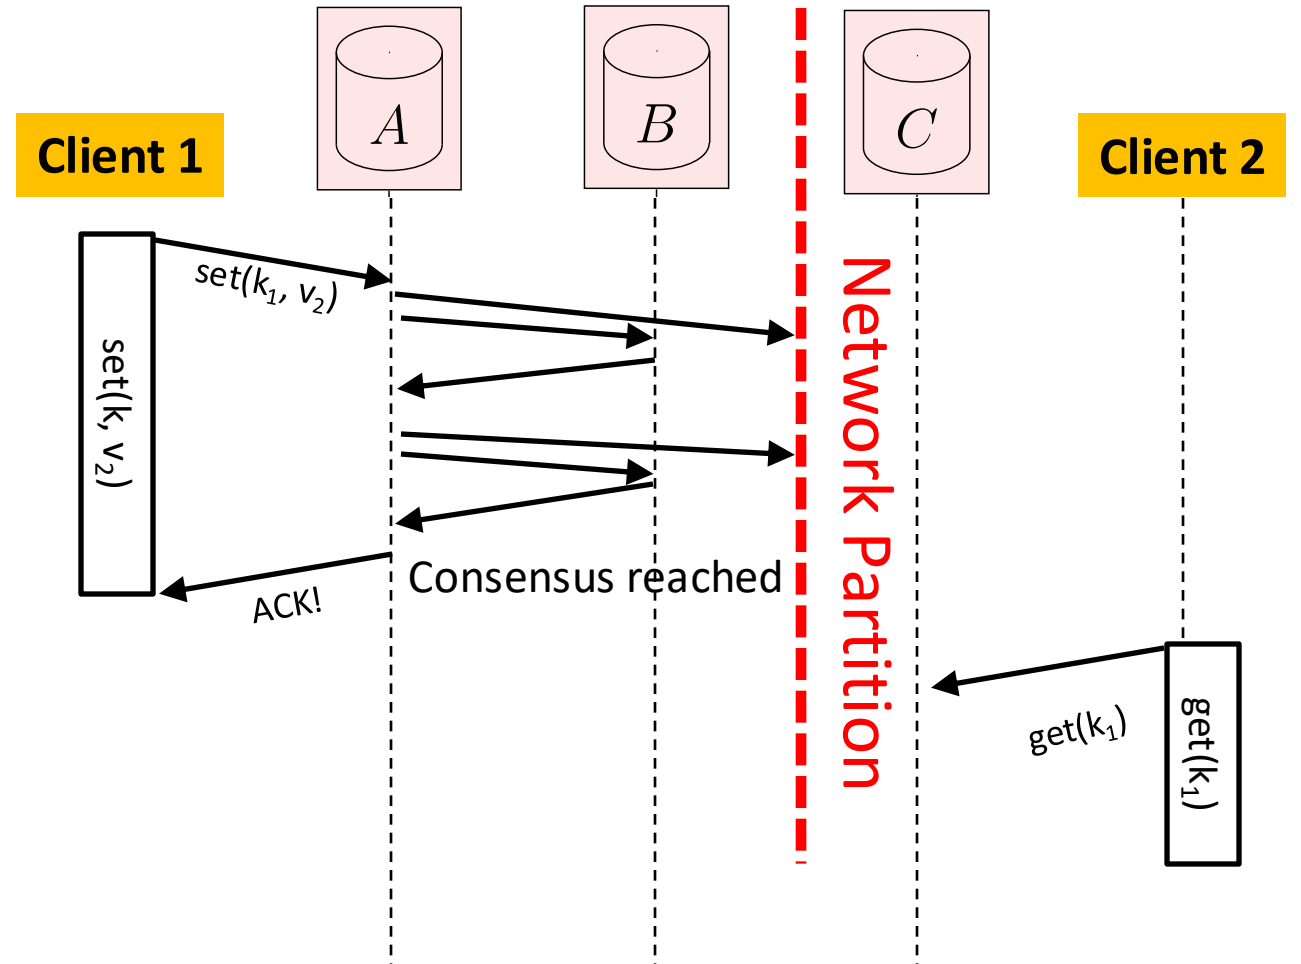 A
B
C
Client 1
Client 2
set(k₁, v₂)
set(k, v₂)
Network Partition
Consensus reached
ACK!
get(k₁)
get(k₁)